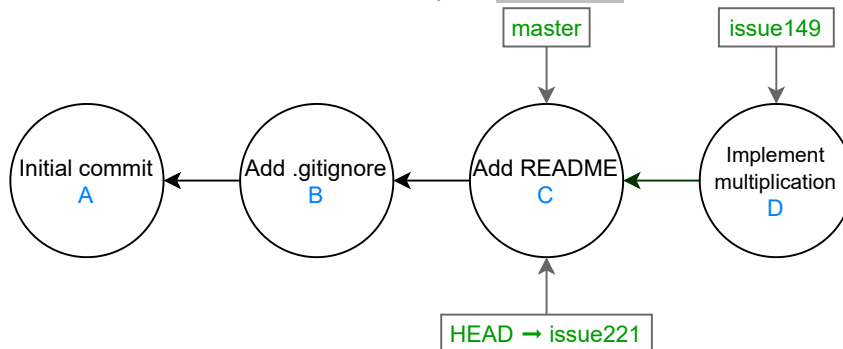 master
issue149
Initial commit
A
Add .gitignore
B
Add README
C
Implement
multiplication
D
HEAD → issue221